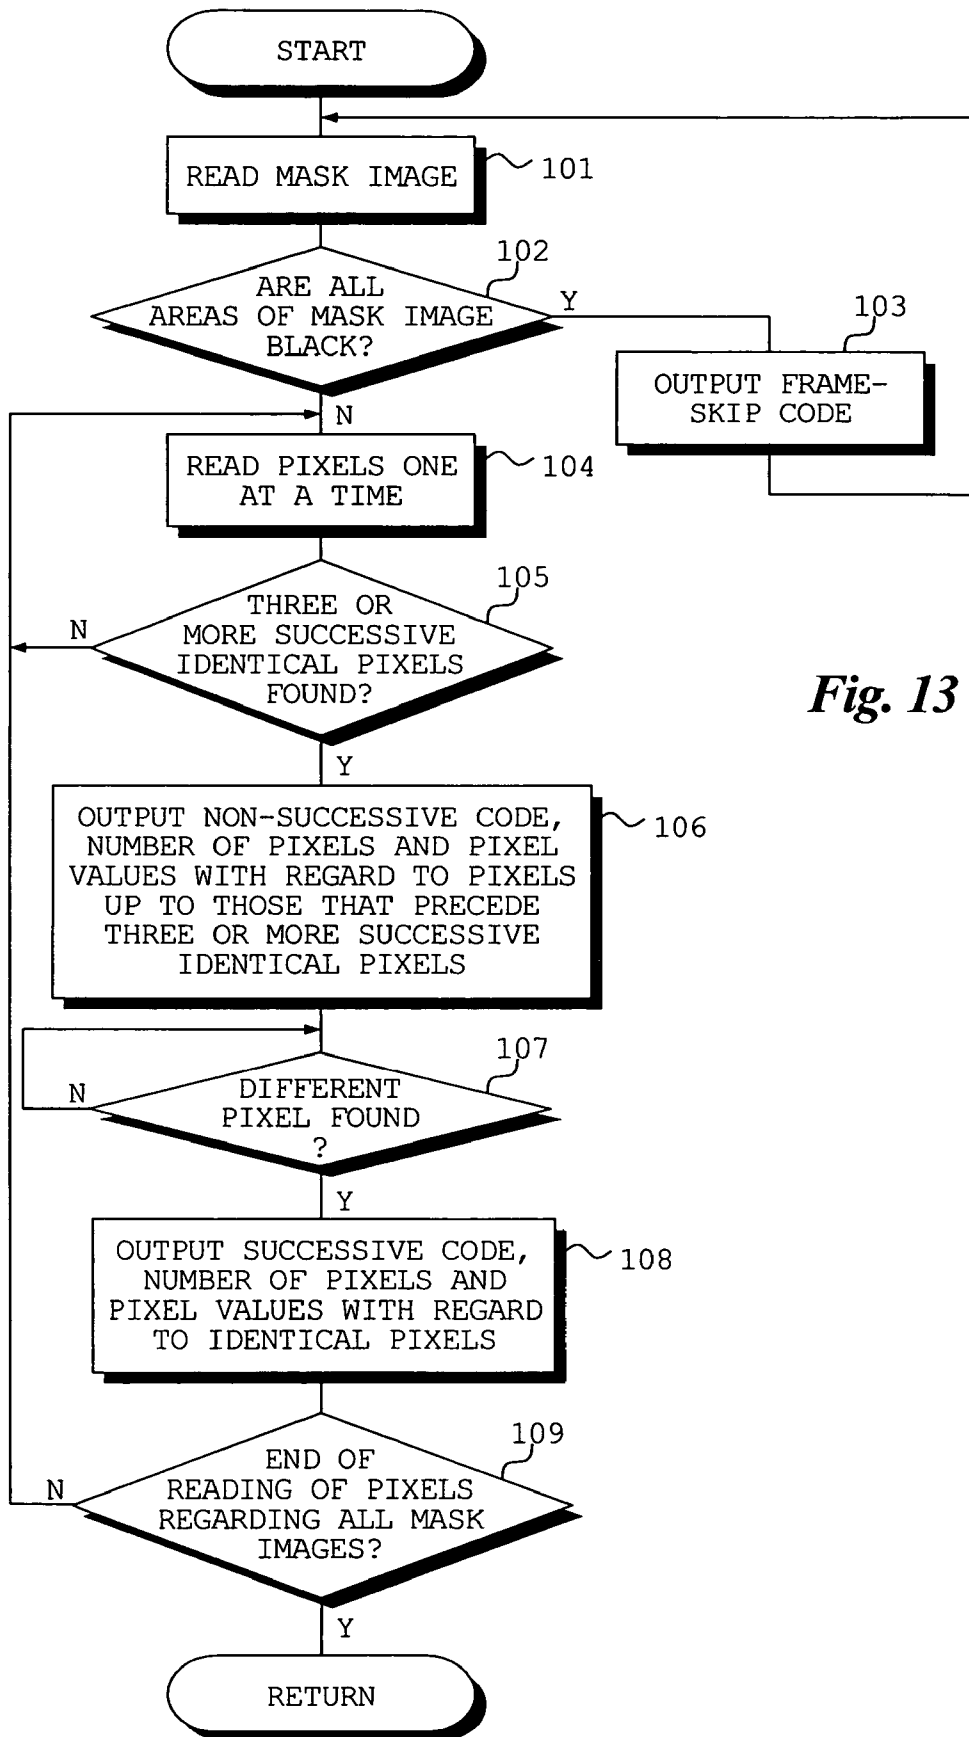 START
READ MASK IMAGE
101
102
ARE ALL
AREAS OF MASK IMAGE
BLACK?
Y
103
OUTPUT FRAME-
SKIP CODE
N
READ PIXELS ONE
AT A TIME
104
105
THREE OR
MORE SUCCESSIVE
IDENTICAL PIXELS
FOUND?
N
Fig. 13
Y
OUTPUT NON-SUCCESSIVE CODE,
NUMBER OF PIXELS AND PIXEL
VALUES WITH REGARD TO PIXELS
UP TO THOSE THAT PRECEDE
THREE OR MORE SUCCESSIVE
IDENTICAL PIXELS
106
107
DIFFERENT
PIXEL FOUND
?
N
Y
OUTPUT SUCCESSIVE CODE,
NUMBER OF PIXELS AND
PIXEL VALUES WITH REGARD
TO IDENTICAL PIXELS
108
109
END OF
READING OF PIXELS
REGARDING ALL MASK
IMAGES?
N
Y
RETURN